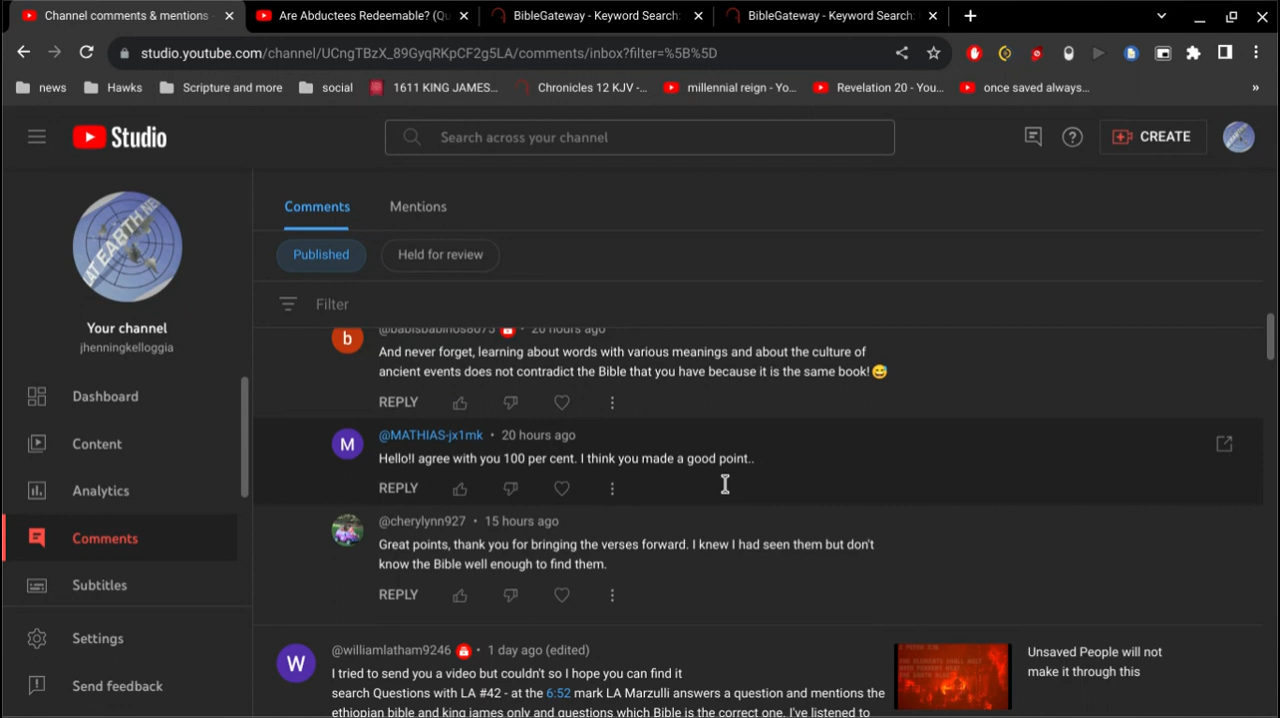 Channel comments & mentions -
Are Abductees Redeemable? (Qu
BibleGateway - Keyword Search:
BibleGateway - Keyword Search:
studio.youtube.com/channel/UCngTBzX_89GyqRKpCF2g5LA/comments/inbox?filter=%5B%5D
news
Hawks
Scripture and more
social
1611 KING JAMES...
Chronicles 12 KJV -...
millennial reign - Yo...
Revelation 20 - You...
once saved always...
»
Studio
Search across your channel
CREATE
AT EARTH NE
Your channel
jhenningkelloggia
Dashboard
Content
Analytics
Comments
Subtitles
Settings
Send feedback
Comments
Mentions
Published
Held for review
Filter
b
@babisbabinos8075 • 20 hours ago
And never forget, learning about words with various meanings and about the culture of
ancient events does not contradict the Bible that you have because it is the same book!😅
REPLY
M
@MATHIAS-jx1mk • 20 hours ago
Hello!I agree with you 100 per cent. I think you made a good point..
REPLY
@cherylynn927 • 15 hours ago
Great points, thank you for bringing the verses forward. I knew I had seen them but don't
know the Bible well enough to find them.
REPLY
W
@williamlatham9246 • 1 day ago (edited)
I tried to send you a video but couldn't so I hope you can find it
search Questions with LA #42 - at the 6:52 mark LA Marzulli answers a question and mentions the
ethiopian bible and king james only and questions which Bible is the correct one. I've listened to
Unsaved People will not
make it through this